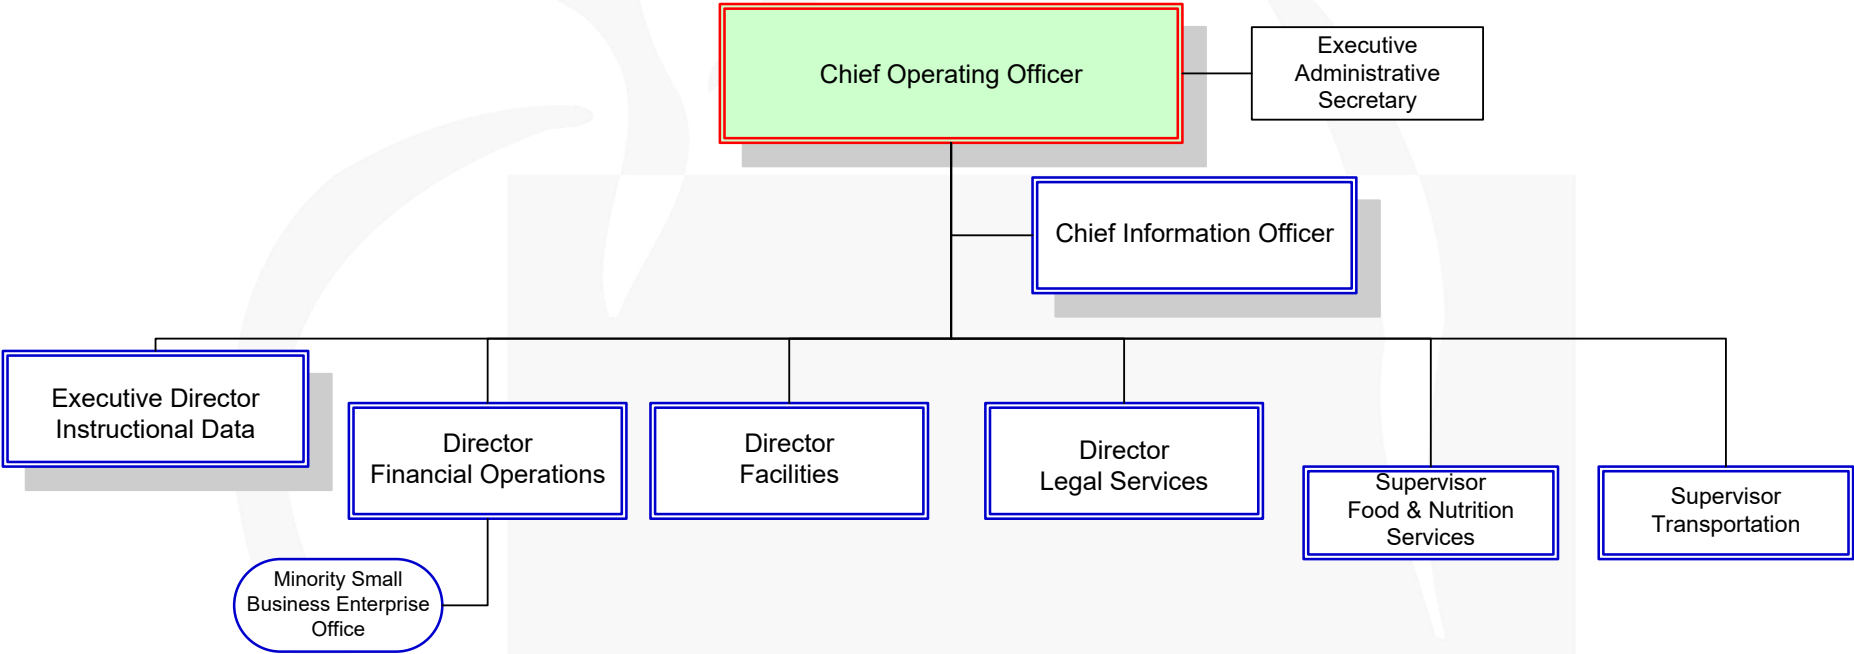 Chief Operating Officer
Executive
Administrative
Secretary
Chief Information Officer
Executive Director
Instructional Data
Director
Financial Operations
Director
Facilities
Director
Legal Services
Supervisor
Food & Nutrition
Services
Supervisor
Transportation
Minority Small
Business Enterprise
Office